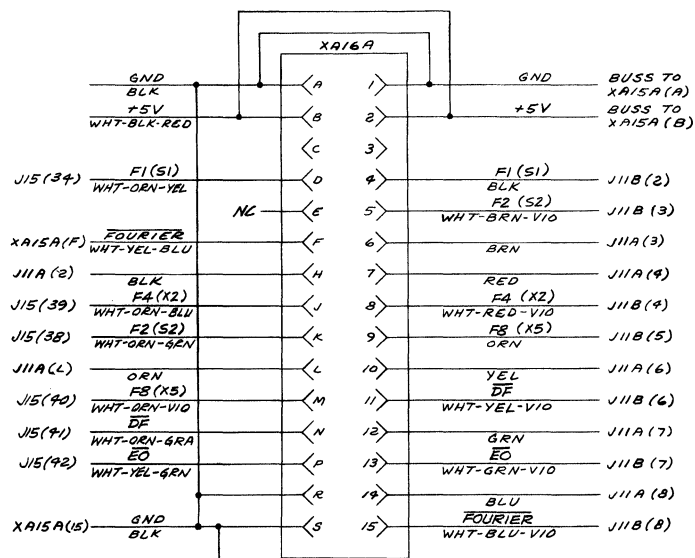 XA16A
GND BLK A 1 GND BUSS TO XA15A(A)
+5V WHT-BLK-RED B 2 +5V BUSS TO XA15A(B)
C 3
J15(34) F1(S1) WHT-ORN-YEL D 4 F1(S1) BLK J11B(2)
NC E 5 F2(S2) WHT-BRN-VIO J11B(3)
XA15A(F) FOURIER WHT-YEL-BLU F 6 BRN J11A(3)
J11A(2) BLK H 7 RED J11A(4)
J15(39) F4(X2) WHT-ORN-BLU J 8 F4(X2) WHT-RED-VIO J11B(4)
J15(38) F2(S2) WHT-ORN-GRN K 9 F8(X5) ORN J11B(5)
J11A(L) ORN L 10 YEL J11A(6)
J15(40) F8(X5) WHT-ORN-VIO M 11 DF WHT-YEL-VIO J11B(6)
J15(41) DF WHT-ORN-GRA N 12 GRN J11A(7)
J15(42) EO WHT-YEL-GRN P 13 EO WHT-GRN-VIO J11B(7)
R 14 BLU J11A(8)
XA15A(15) GND BLK S 15 FOURIER WHT-BLU-VIO J11B(8)